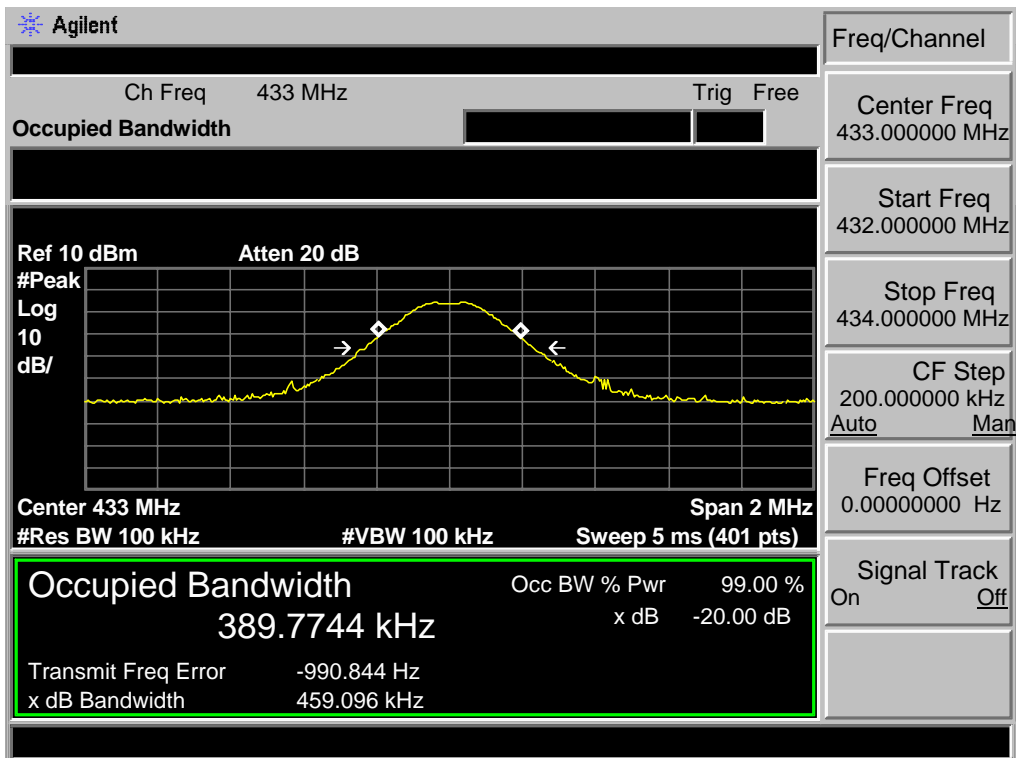 Agilent
Freq/Channel
Ch Freq 433 MHz Trig Free
Occupied Bandwidth
Center Freq
433.000000 MHz
Start Freq
432.000000 MHz
Ref 10 dBm Atten 20 dB
#Peak
Log
10
dB/
Stop Freq
434.000000 MHz
CF Step
200.000000 kHz
Auto Man
Freq Offset
0.00000000 Hz
Center 433 MHz Span 2 MHz
#Res BW 100 kHz #VBW 100 kHz Sweep 5 ms (401 pts)
Signal Track
On Off
Occupied Bandwidth Occ BW % Pwr 99.00 %
389.7744 kHz x dB -20.00 dB
Transmit Freq Error -990.844 Hz
x dB Bandwidth 459.096 kHz